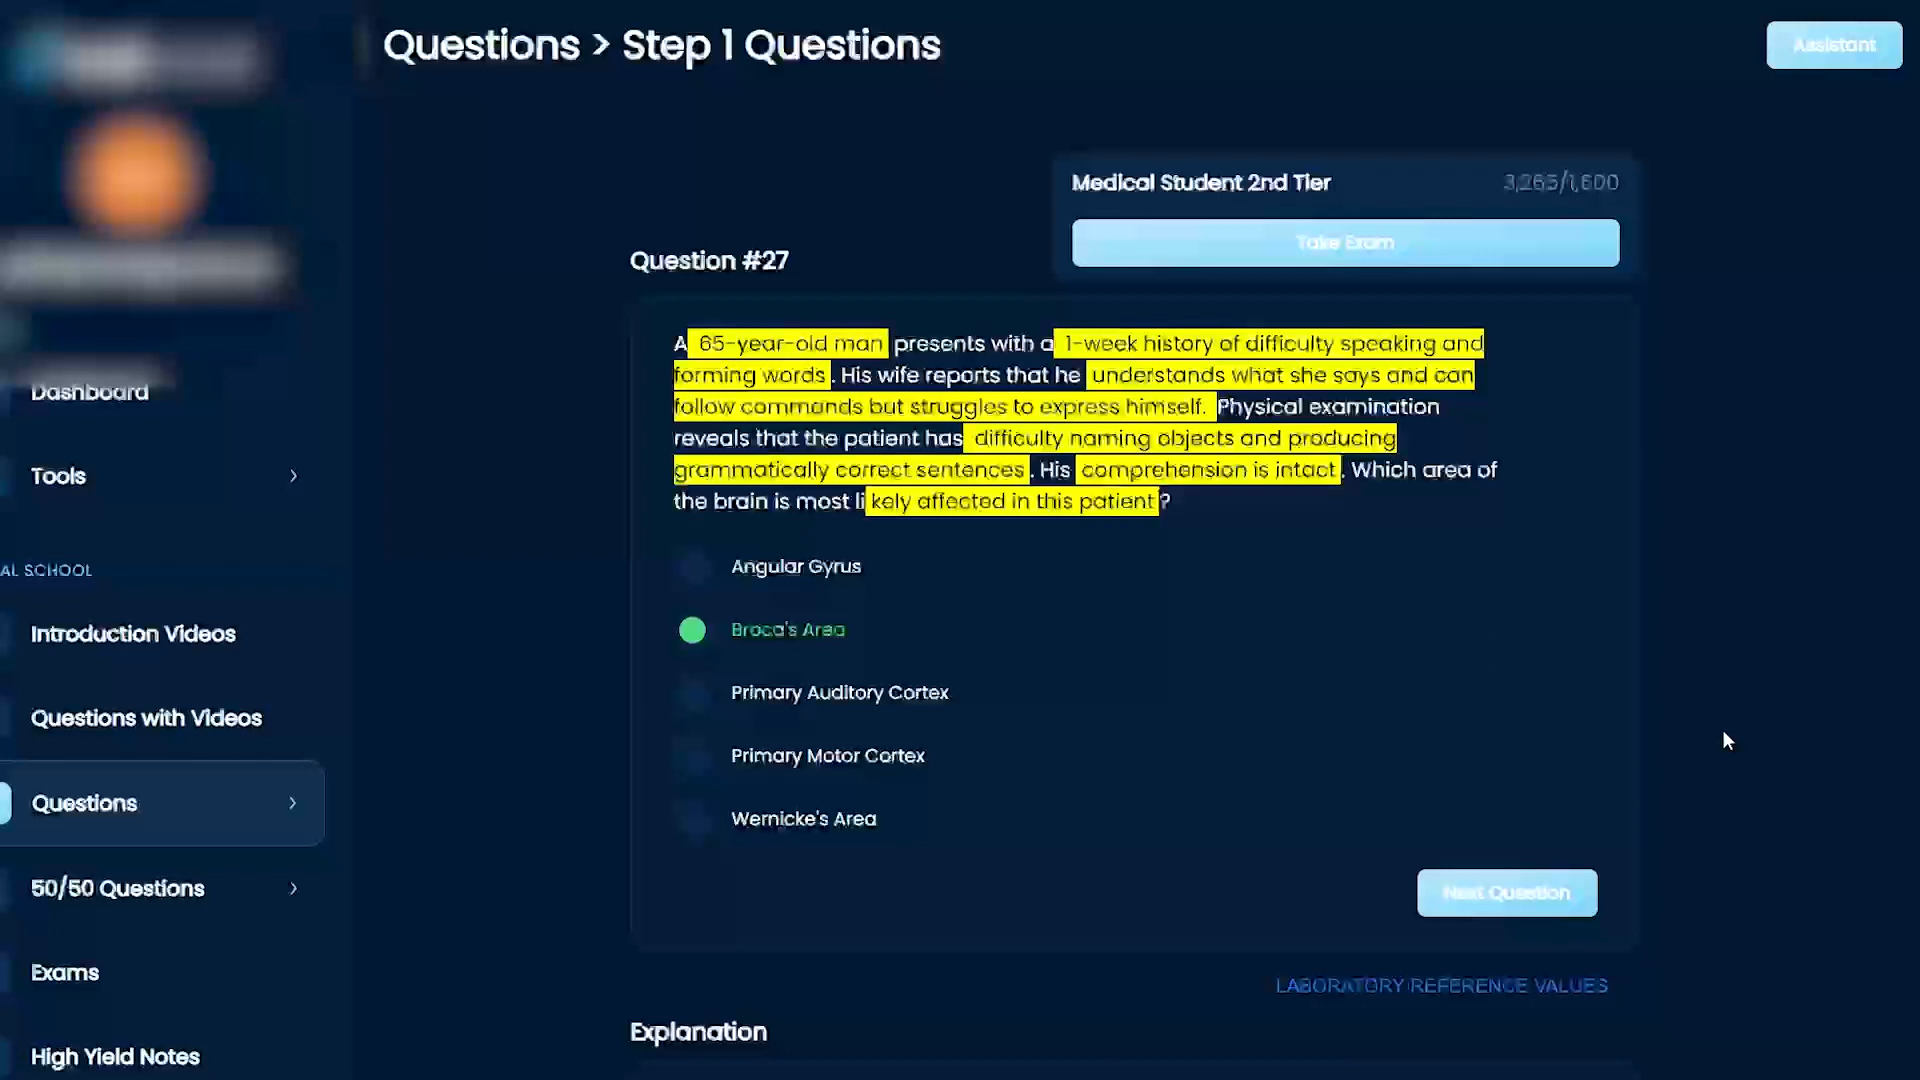 Questions > Step 1 Questions
Assistant
Medical Student 2nd Tier
3,265/1,600
Take Exam
Question #27
A 65-year-old man presents with a 1-week history of difficulty speaking and
forming words. His wife reports that he understands what she says and can
follow commands but struggles to express himself. Physical examination
reveals that the patient has difficulty naming objects and producing
grammatically correct sentences. His comprehension is intact. Which area of
the brain is most likely affected in this patient?
Angular Gyrus
Broca's Area
Primary Auditory Cortex
Primary Motor Cortex
Wernicke's Area
Next Question
LABORATORY REFERENCE VALUES
Explanation
Dashboard
Tools
AL SCHOOL
Introduction Videos
Questions with Videos
Questions
50/50 Questions
Exams
High Yield Notes